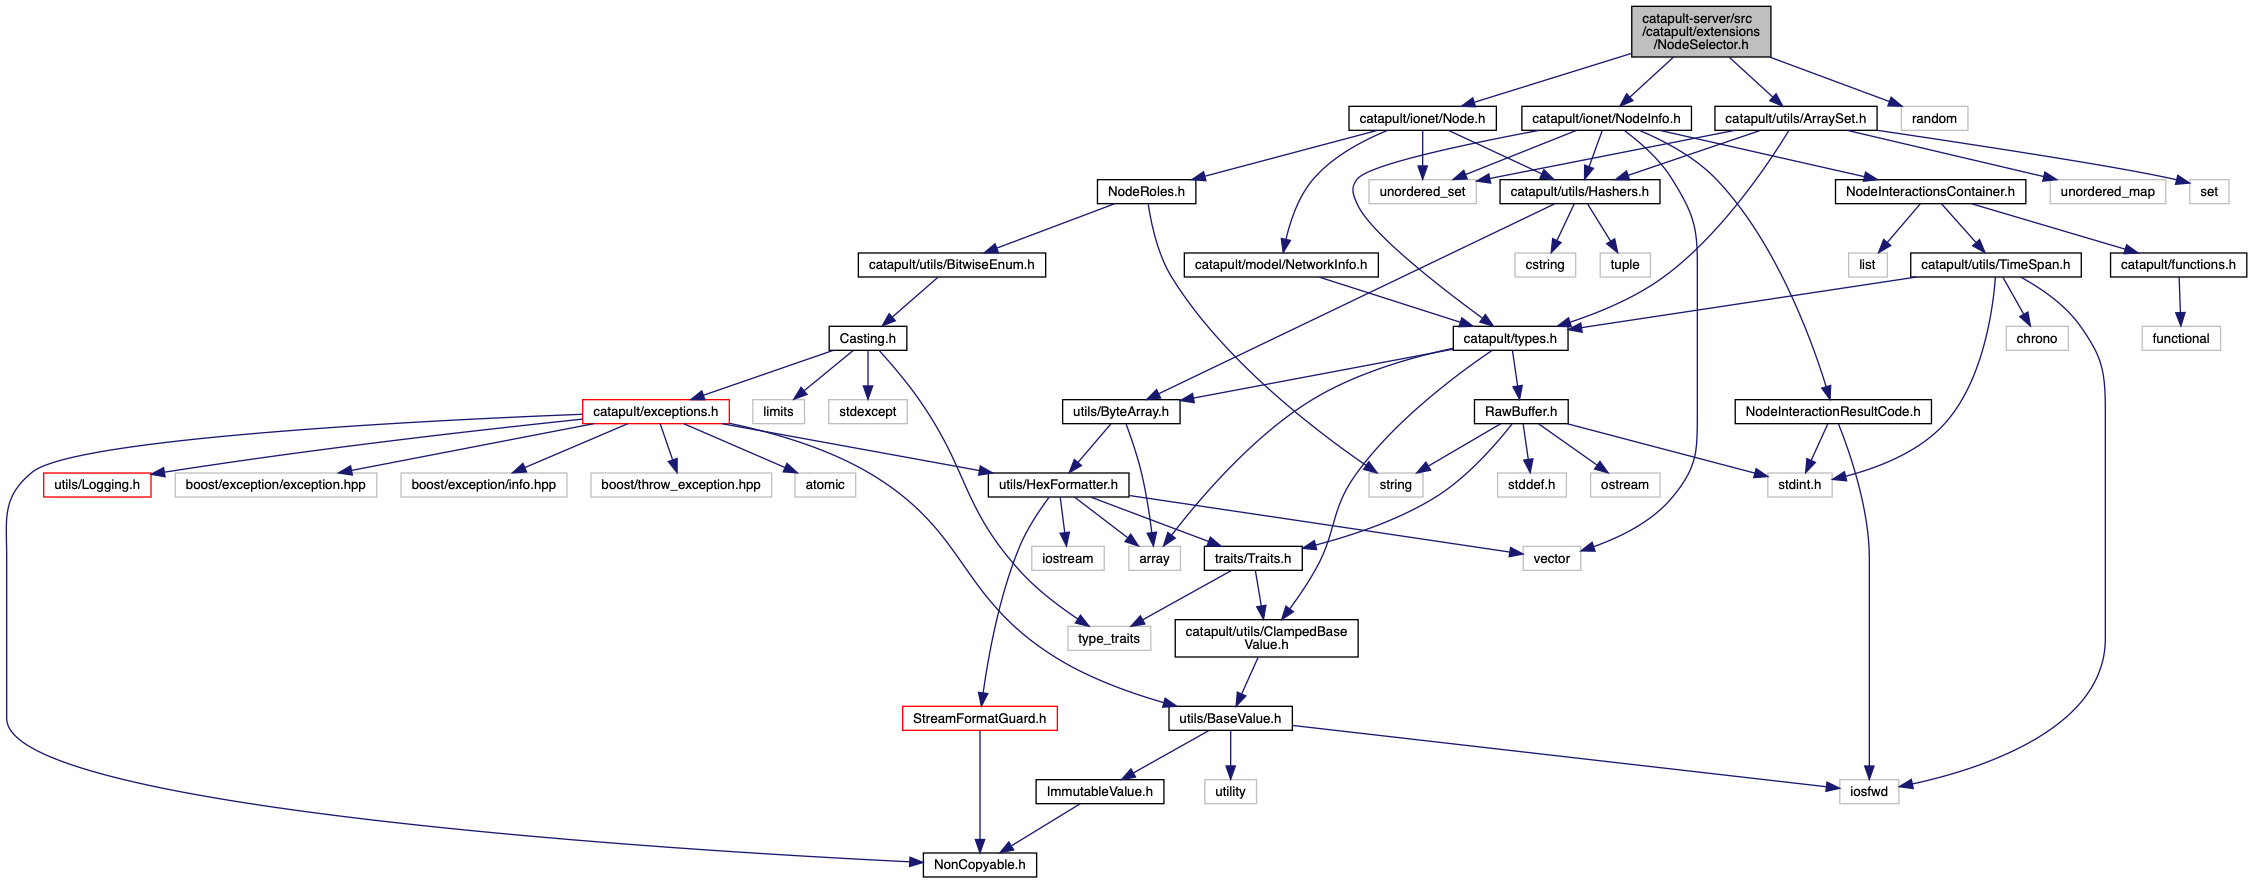 catapult-server/src
/catapult/extensions
/NodeSelector.h
catapult/ionet/Node.h
catapult/ionet/NodeInfo.h
catapult/utils/ArraySet.h
random
NodeRoles.h
unordered_set
catapult/utils/Hashers.h
NodeInteractionsContainer.h
unordered_map
set
catapult/utils/BitwiseEnum.h
catapult/model/NetworkInfo.h
cstring
tuple
list
catapult/utils/TimeSpan.h
catapult/functions.h
Casting.h
catapult/types.h
chrono
functional
catapult/exceptions.h
limits
stdexcept
utils/ByteArray.h
RawBuffer.h
NodeInteractionResultCode.h
utils/Logging.h
boost/exception/exception.hpp
boost/exception/info.hpp
boost/throw_exception.hpp
atomic
utils/HexFormatter.h
string
stddef.h
ostream
stdint.h
iostream
array
traits/Traits.h
vector
type_traits
catapult/utils/ClampedBase
Value.h
StreamFormatGuard.h
utils/BaseValue.h
ImmutableValue.h
utility
iosfwd
NonCopyable.h